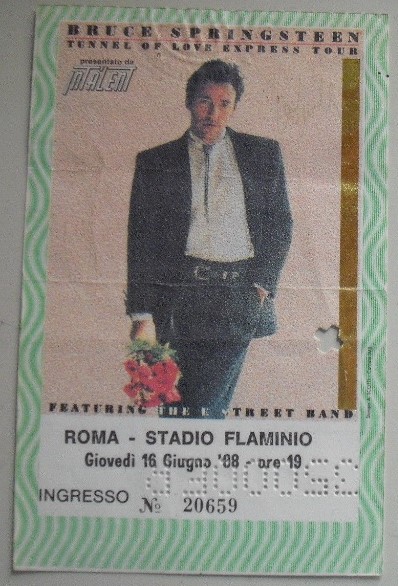 BRUCE SPRINGSTEEN
TUNNEL OF LOVE EXPRESS TOUR
presentato da
TALENT
FEATURING THE E STREET BAND
ROMA - STADIO FLAMINIO
Giovedì 16 Giugno '88 - ore 19.
INGRESSO № 20659